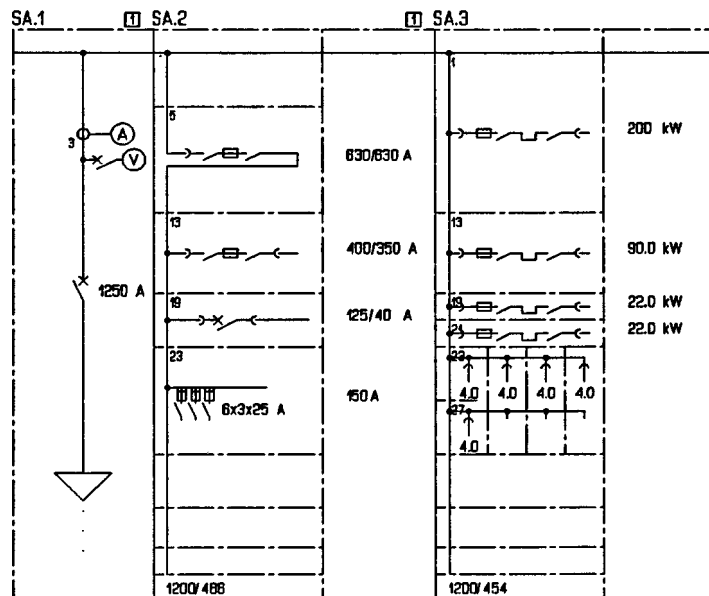 SA.1 1 SA.2 1 SA.3
1
5
3 A
V
630/630 A
200 kW
13 13
400/350 A
90.0 kW
1250 A
19 19
125/40 A
22.0 kW
21
22.0 kW
23 23
150 A
4.0 4.0 4.0 4.0
6x3x25 A
27
4.0
1200/486 1200/454